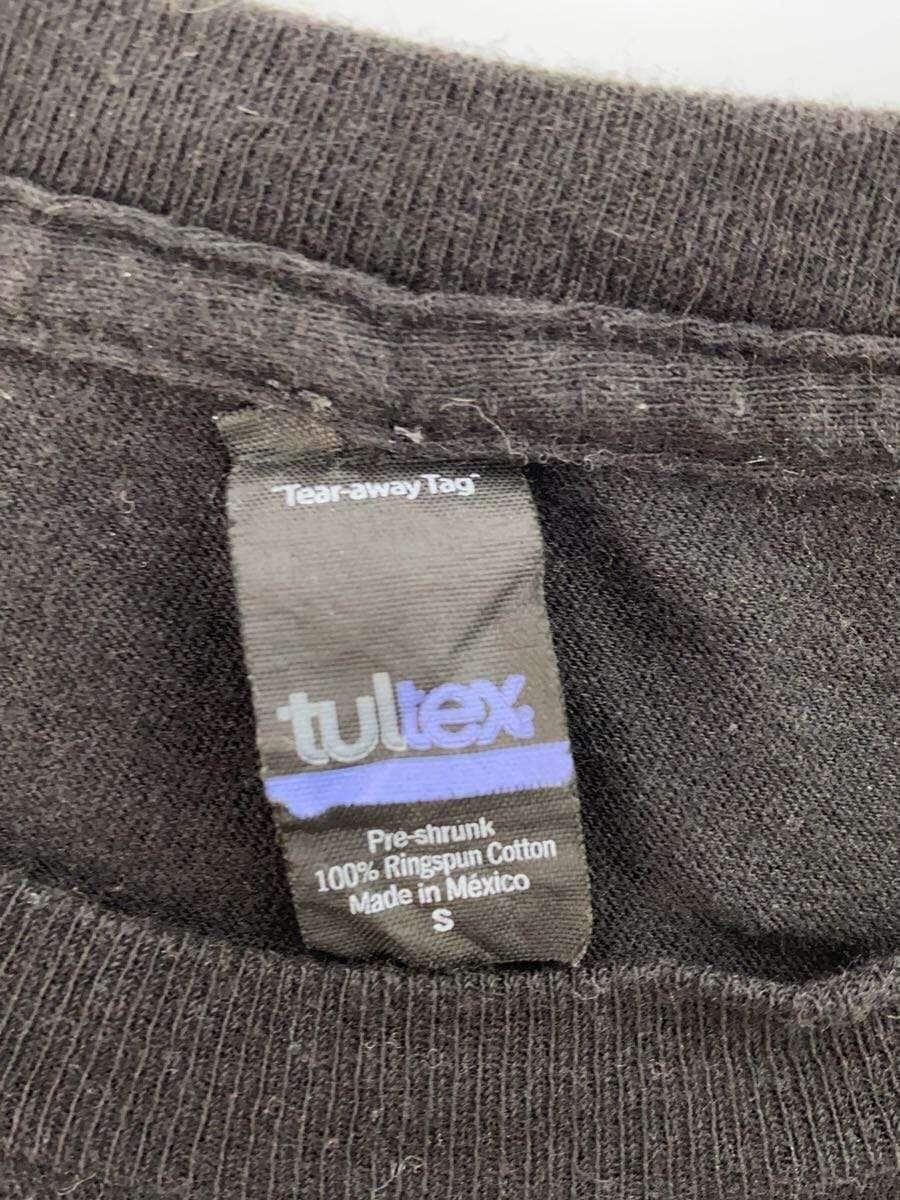 "Tear-away Tag"
tultex
Pre-shrunk
100% Ringspun Cotton
Made in México
S